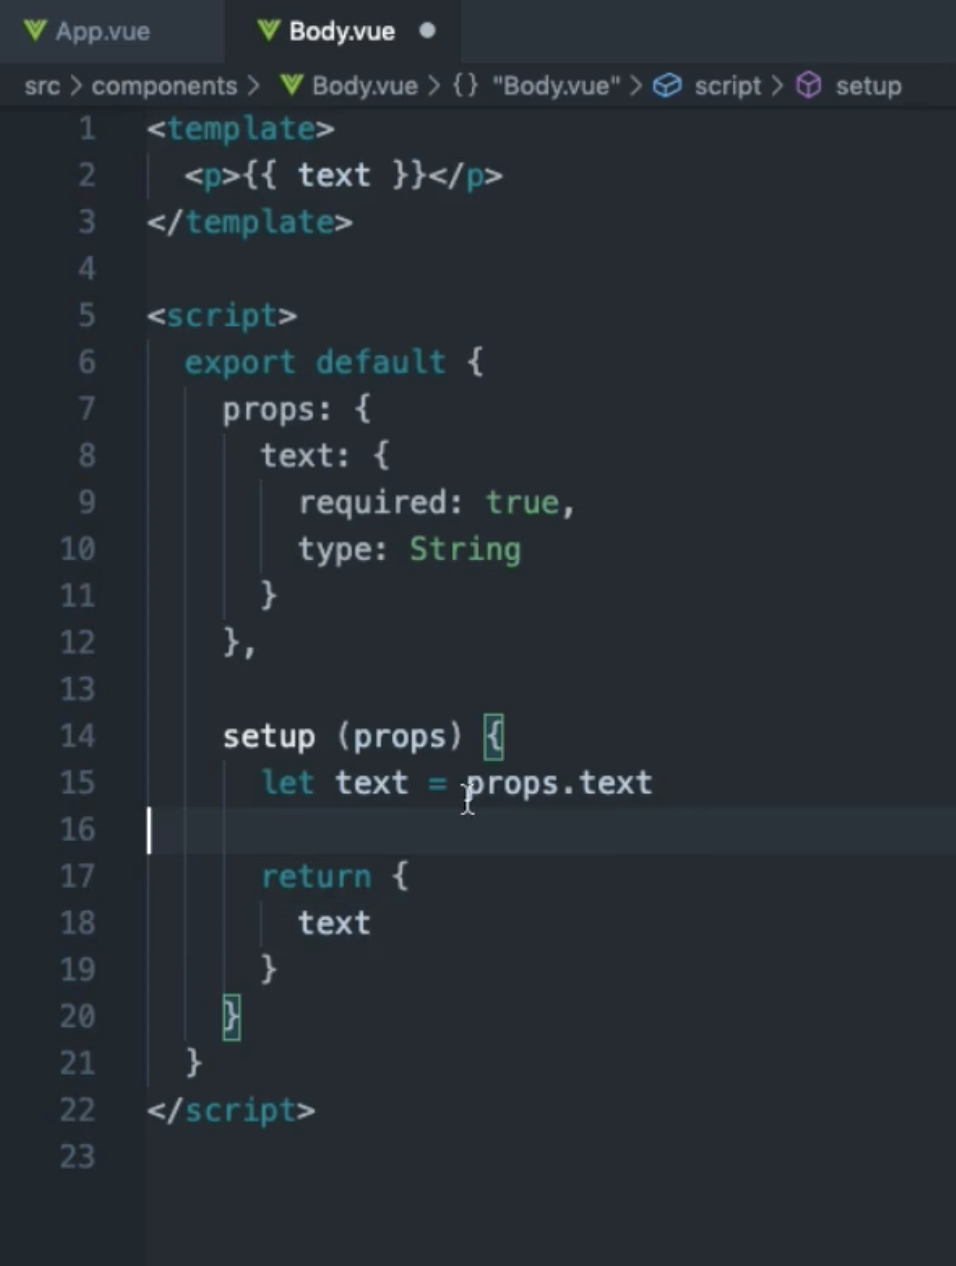 App.vue
Body.vue
src > components > Body.vue > {} "Body.vue" > script > setup
1 <template>
2 <p>{{ text }}</p>
3 </template>
4
5 <script>
6 export default {
7 props: {
8 text: {
9 required: true,
10 type: String
11 }
12 },
13
14 setup (props) {
15 let text = props.text
16
17 return {
18 text
19 }
20 }
21 }
22 </script>
23